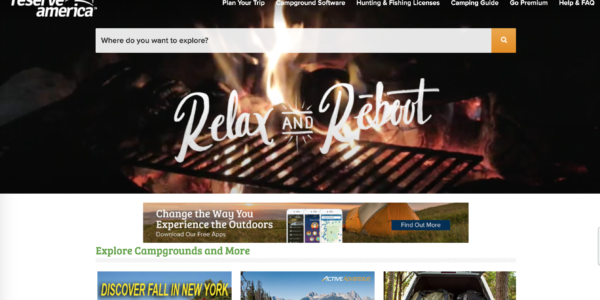 reserve
america
Plan Your Trip Campground Software Hunting & Fishing Licenses Camping Guide Go Premium Help & FAQ
Where do you want to explore?
Relax AND Reboot
Change the Way You
Experience the Outdoors
Download Our Free Apps
Find Out More
Explore Campgrounds and More
DISCOVER FALL IN NEW YORK